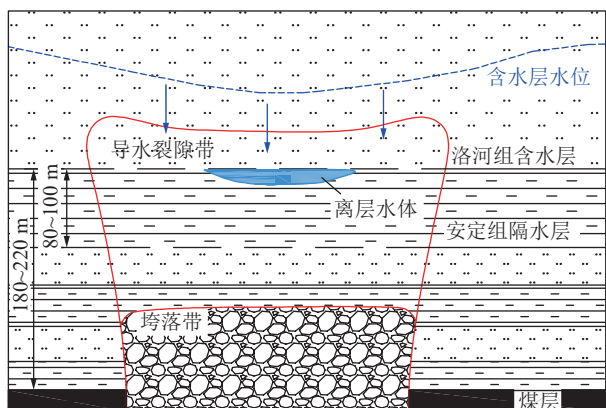 含水层水位
导水裂隙带
洛河组含水层
离层水体
80~100 m
180~220 m
安定组隔水层
垮落带
煤层